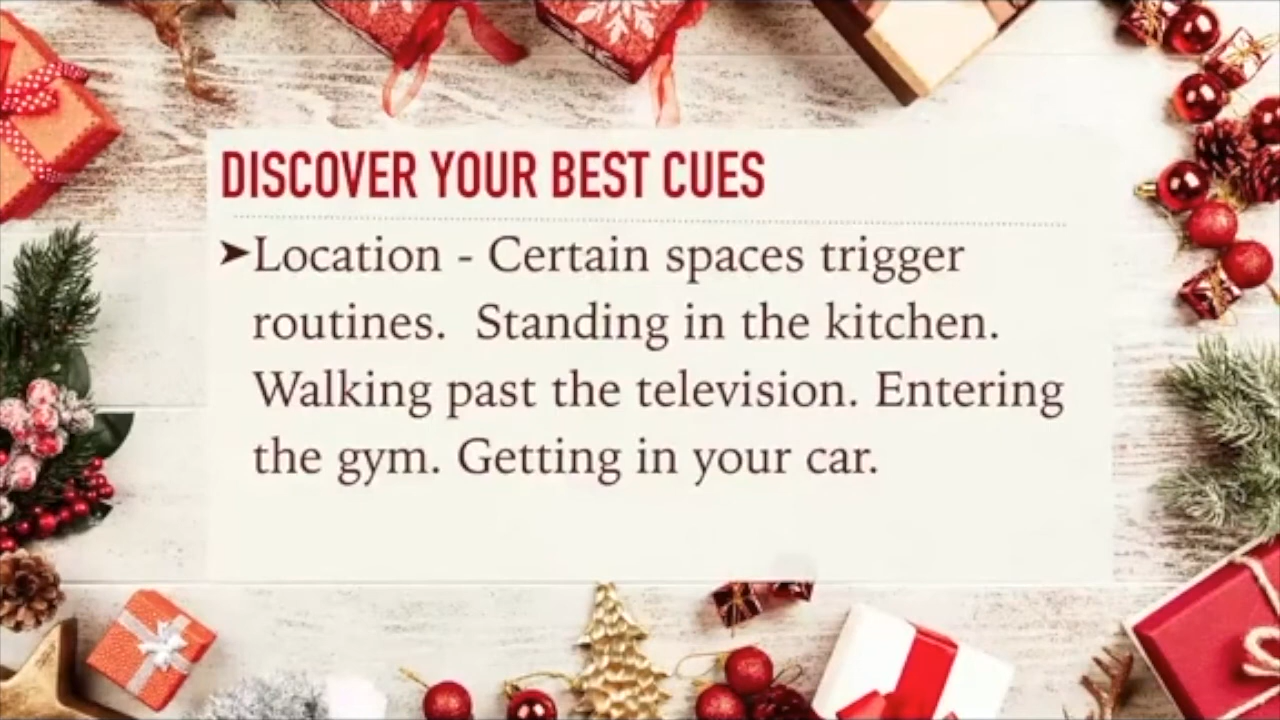 DISCOVER YOUR BEST CUES
➤Location - Certain spaces trigger
routines.  Standing in the kitchen.
Walking past the television. Entering
the gym. Getting in your car.